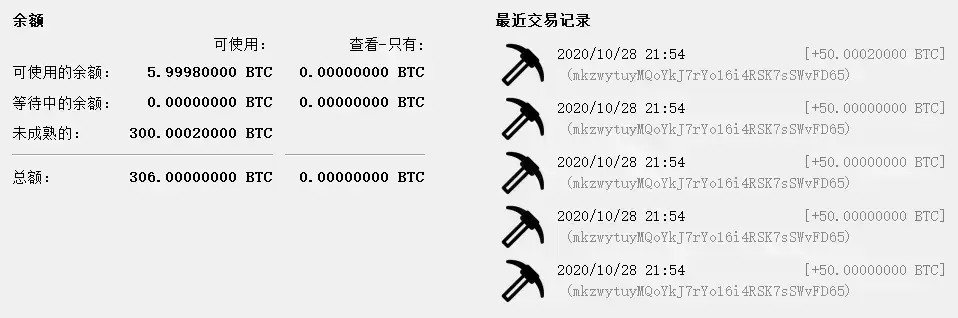 余额
可使用： 查看-只有：
可使用的余额： 5.99980000 BTC 0.00000000 BTC
等待中的余额： 0.00000000 BTC 0.00000000 BTC
未成熟的： 300.00020000 BTC
总额： 306.00000000 BTC 0.00000000 BTC
最近交易记录
2020/10/28 21:54 [+50.00020000 BTC]
(mkzwytuyMQoYkJ7rYo16i4RSK7sSWvFD65)
2020/10/28 21:54 [+50.00000000 BTC]
(mkzwytuyMQoYkJ7rYo16i4RSK7sSWvFD65)
2020/10/28 21:54 [+50.00000000 BTC]
(mkzwytuyMQoYkJ7rYo16i4RSK7sSWvFD65)
2020/10/28 21:54 [+50.00000000 BTC]
(mkzwytuyMQoYkJ7rYo16i4RSK7sSWvFD65)
2020/10/28 21:54 [+50.00000000 BTC]
(mkzwytuyMQoYkJ7rYo16i4RSK7sSWvFD65)